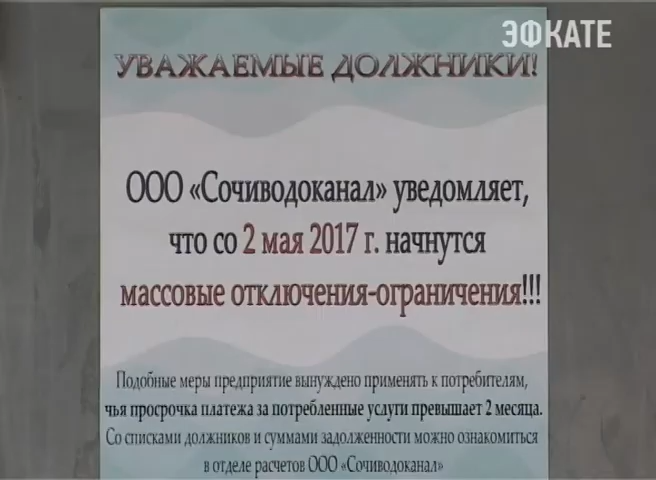 ЭФКАТЕ
УВАЖАЕМЫЕ ДОЛЖНИКИ!
ООО «Сочиводоканал» уведомляет,
что со 2 мая 2017 г. начнутся
массовые отключения-ограничения!!!
Подобные меры предприятие вынуждено применять к потребителям,
чья просрочка платежа за потребленные услуги превышает 2 месяца.
Со списками должников и суммами задолженности можно ознакомиться
в отделе расчетов ООО «Сочиводоканал»